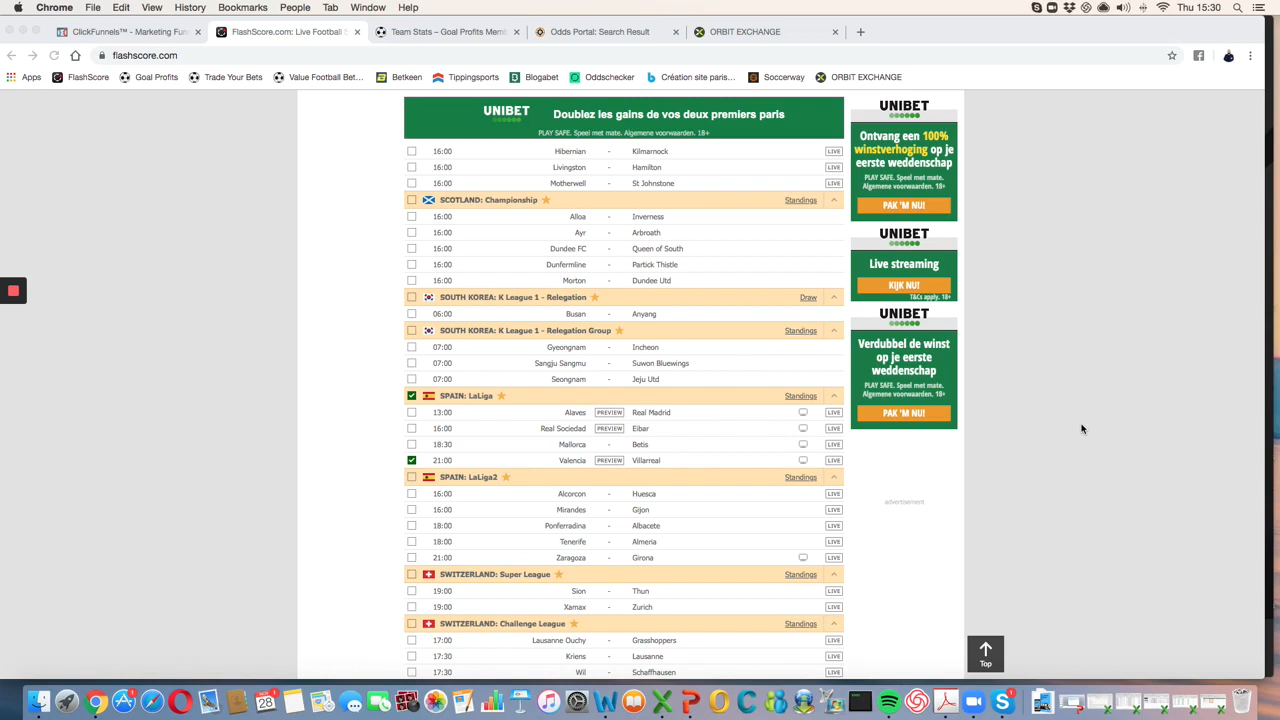 Chrome File Edit View History Bookmarks People Tab Window Help Thu 15:30
ClickFunnels™ - Marketing Fun FlashScore.com: Live Football S Team Stats – Goal Profits Memb Odds Portal: Search Result ORBIT EXCHANGE
flashscore.com
Apps FlashScore Goal Profits Trade Your Bets Value Football Bet... Betkeen Tippingsports Blogabet Oddschecker Création site paris... Soccerway ORBIT EXCHANGE
UNIBET Doublez les gains de vos deux premiers paris
PLAY SAFE. Speel met mate. Algemene voorwaarden. 18+
16:00 Hibernian - Kilmarnock LIVE
16:00 Livingston - Hamilton LIVE
16:00 Motherwell - St Johnstone LIVE
SCOTLAND: Championship Standings
16:00 Alloa - Inverness
16:00 Ayr - Arbroath
16:00 Dundee FC - Queen of South
16:00 Dunfermline - Partick Thistle
16:00 Morton - Dundee Utd
SOUTH KOREA: K League 1 - Relegation Draw
06:00 Busan - Anyang
SOUTH KOREA: K League 1 - Relegation Group Standings
07:00 Gyeongnam - Incheon
07:00 Sangju Sangmu - Suwon Bluewings
07:00 Seongnam - Jeju Utd
SPAIN: LaLiga Standings
13:00 Alaves PREVIEW Real Madrid LIVE
16:00 Real Sociedad PREVIEW Eibar LIVE
18:30 Mallorca - Betis LIVE
21:00 Valencia PREVIEW Villarreal LIVE
SPAIN: LaLiga2 Standings
16:00 Alcorcon - Huesca LIVE
16:00 Mirandes - Gijon LIVE
18:00 Ponferradina - Albacete LIVE
18:00 Tenerife - Almeria LIVE
21:00 Zaragoza - Girona LIVE
SWITZERLAND: Super League Standings
19:00 Sion - Thun LIVE
19:00 Xamax - Zurich LIVE
SWITZERLAND: Challenge League Standings
17:00 Lausanne Ouchy - Grasshoppers LIVE
17:30 Kriens - Lausanne LIVE
17:30 Wil - Schaffhausen LIVE
UNIBET
Ontvang een 100%
winstverhoging op je
eerste weddenschap
PLAY SAFE. Speel met mate.
Algemene voorwaarden. 18+
PAK 'M NU!
UNIBET
Live streaming
KIJK NU!
T&Cs apply. 18+
UNIBET
Verdubbel de winst
op je eerste
weddenschap
PLAY SAFE. Speel met mate.
Algemene voorwaarden. 18+
PAK 'M NU!
advertisement
Top